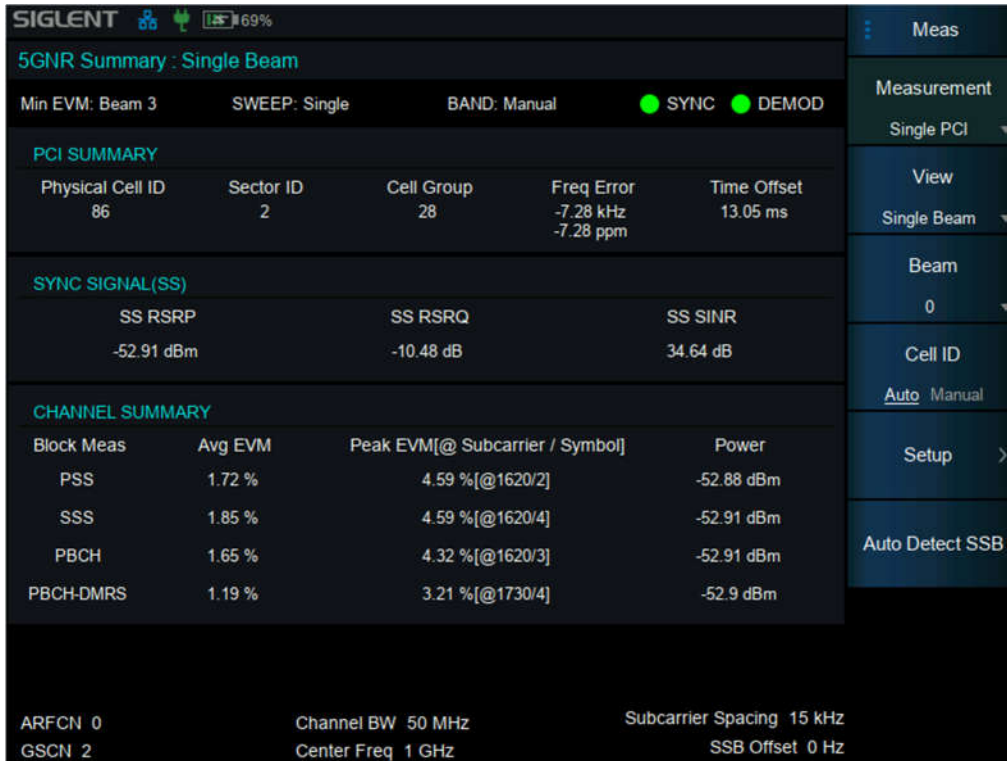 SIGLENT 69%
5GNR Summary : Single Beam
Min EVM: Beam 3 SWEEP: Single BAND: Manual SYNC DEMOD
PCI SUMMARY
Physical Cell ID Sector ID Cell Group Freq Error Time Offset
86 2 28 -7.28 kHz 13.05 ms
-7.28 ppm
SYNC SIGNAL(SS)
SS RSRP SS RSRQ SS SINR
-52.91 dBm -10.48 dB 34.64 dB
CHANNEL SUMMARY
Block Meas Avg EVM Peak EVM[@ Subcarrier / Symbol] Power
PSS 1.72 % 4.59 %[@1620/2] -52.88 dBm
SSS 1.85 % 4.59 %[@1620/4] -52.91 dBm
PBCH 1.65 % 4.32 %[@1620/3] -52.91 dBm
PBCH-DMRS 1.19 % 3.21 %[@1730/4] -52.9 dBm
ARFCN 0 Channel BW 50 MHz Subcarrier Spacing 15 kHz
GSCN 2 Center Freq 1 GHz SSB Offset 0 Hz
Meas
Measurement
Single PCI
View
Single Beam
Beam
0
Cell ID
Auto Manual
Setup
Auto Detect SSB